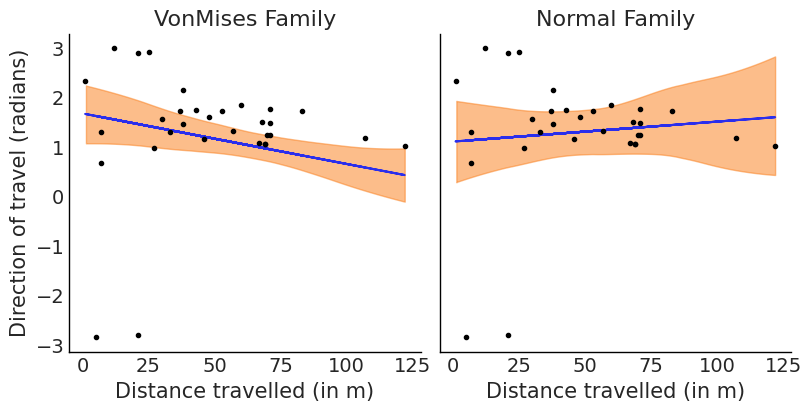 VonMises Family
Normal Family
Direction of travel (radians)
3
2
1
0
−1
−2
−3
0 25 50 75 100 125
0 25 50 75 100 125
Distance travelled (in m)
Distance travelled (in m)